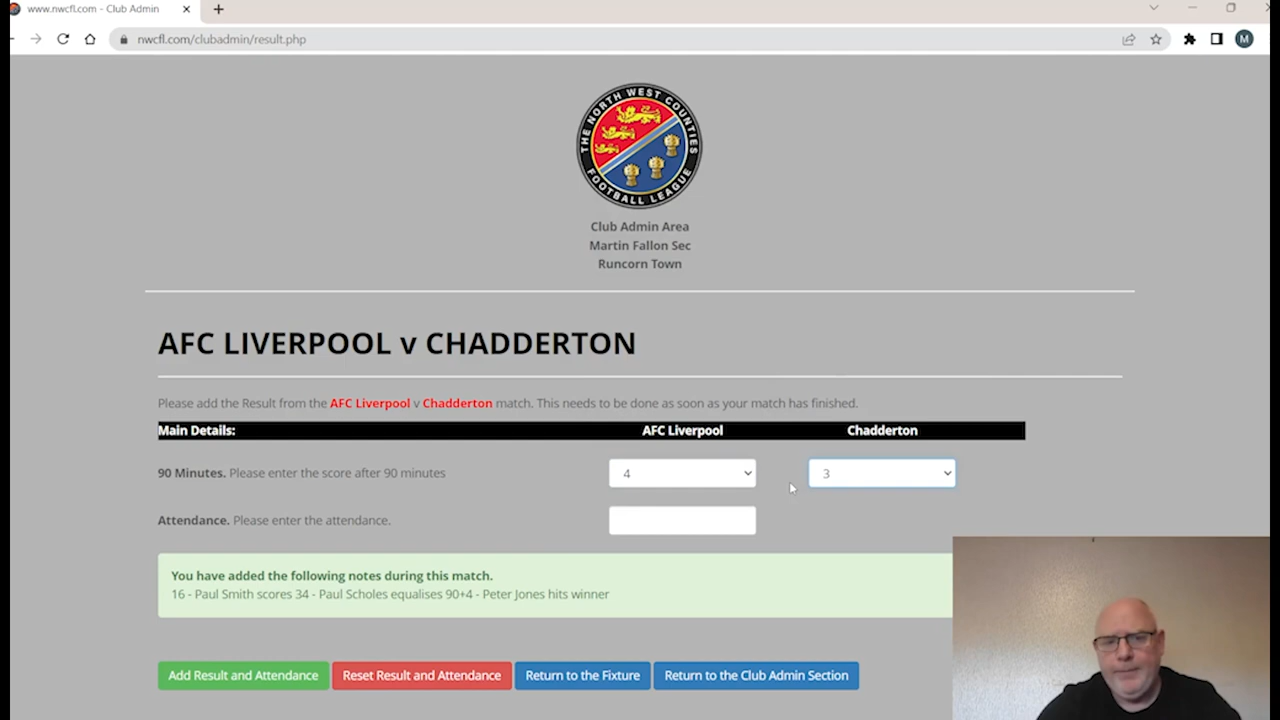 www.nwcfl.com - Club Admin
nwcfl.com/clubadmin/result.php
M
THE NORTH WEST COUNTIES
FOOTBALL LEAGUE
Club Admin Area
Martin Fallon Sec
Runcorn Town
AFC LIVERPOOL v CHADDERTON
Please add the Result from the AFC Liverpool v Chadderton match. This needs to be done as soon as your match has finished.
Main Details: AFC Liverpool Chadderton
90 Minutes. Please enter the score after 90 minutes 4 3
Attendance. Please enter the attendance.
You have added the following notes during this match.
16 - Paul Smith scores 34 - Paul Scholes equalises 90+4 - Peter Jones hits winner
Add Result and Attendance Reset Result and Attendance Return to the Fixture Return to the Club Admin Section